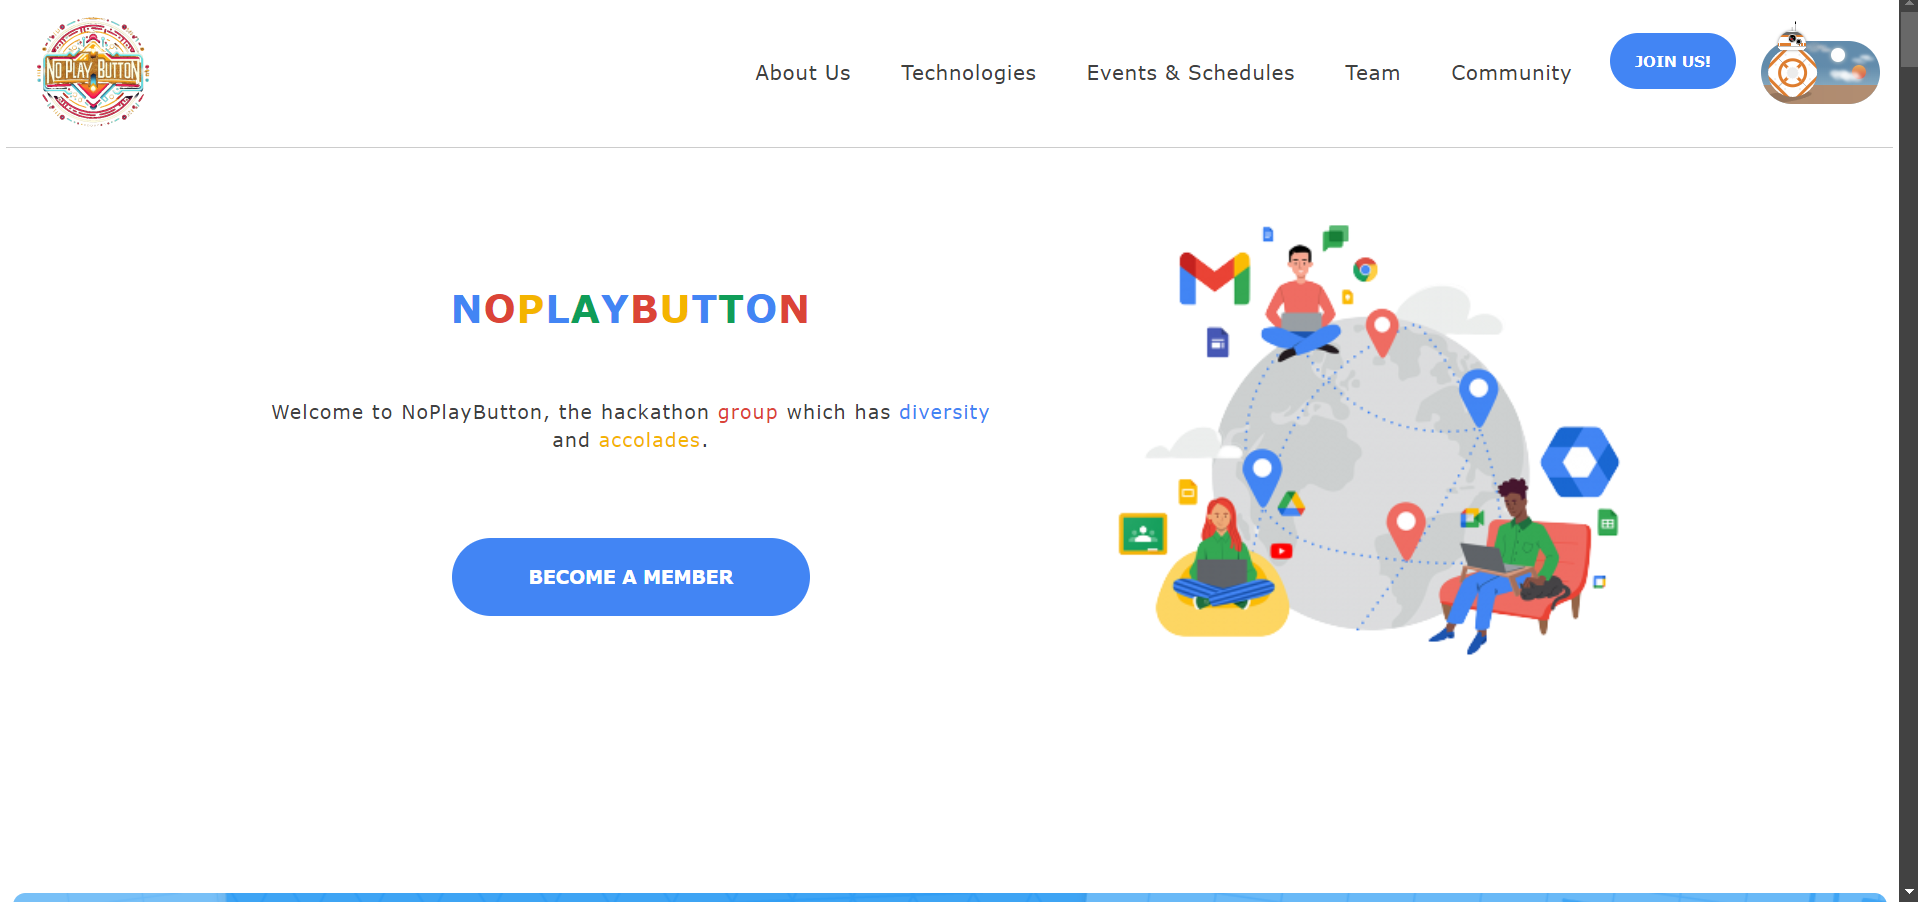 NO PLAY BUTTON
About Us
Technologies
Events & Schedules
Team
Community
JOIN US!
NOPLAYBUTTON
Welcome to NoPlayButton, the hackathon group which has diversity
and accolades.
BECOME A MEMBER